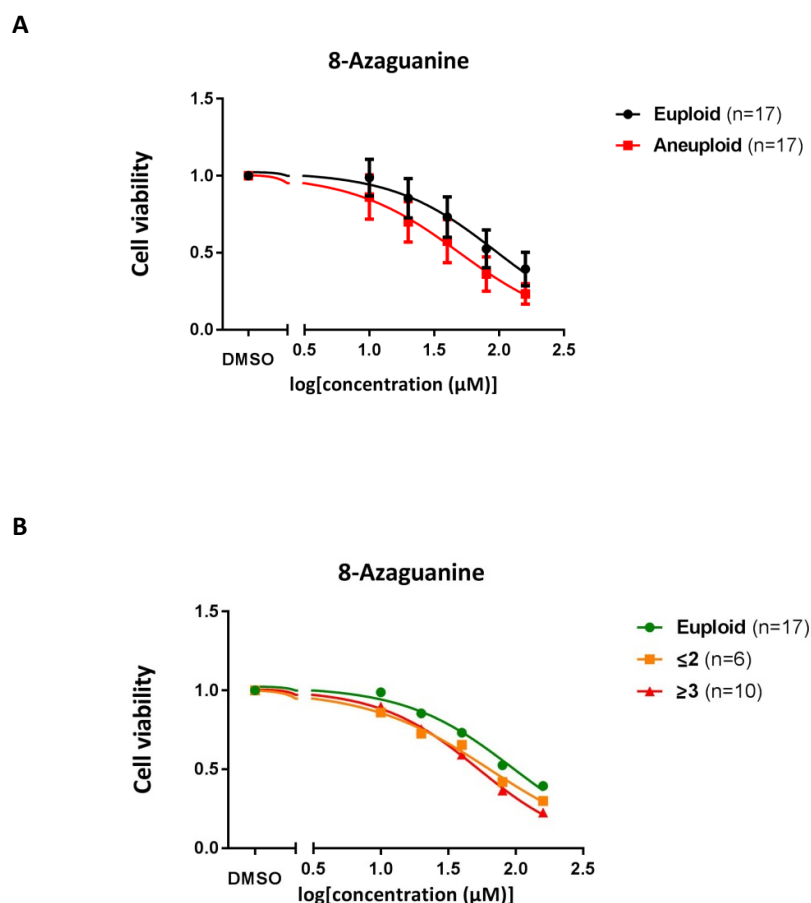 A
8-Azaguanine
1.5
1.0
0.5
0.0
Cell viability
DMSO
0.5 1.0 1.5 2.0 2.5
log[concentration (µM)]
Euploid (n=17)
Aneuploid (n=17)
B
8-Azaguanine
1.5
1.0
0.5
0.0
Cell viability
DMSO
0.5 1.0 1.5 2.0 2.5
log[concentration (µM)]
Euploid (n=17)
≤2 (n=6)
≥3 (n=10)